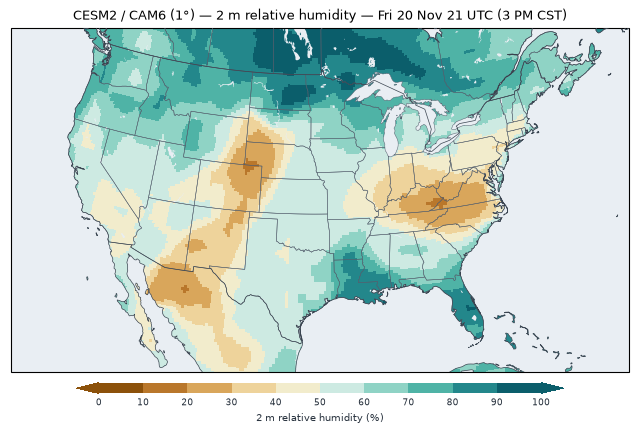 CESM2 / CAM6 (1°) — 2 m relative humidity — Fri 20 Nov 21 UTC (3 PM CST)
0 10 20 30 40 50 60 70 80 90 100
2 m relative humidity (%)